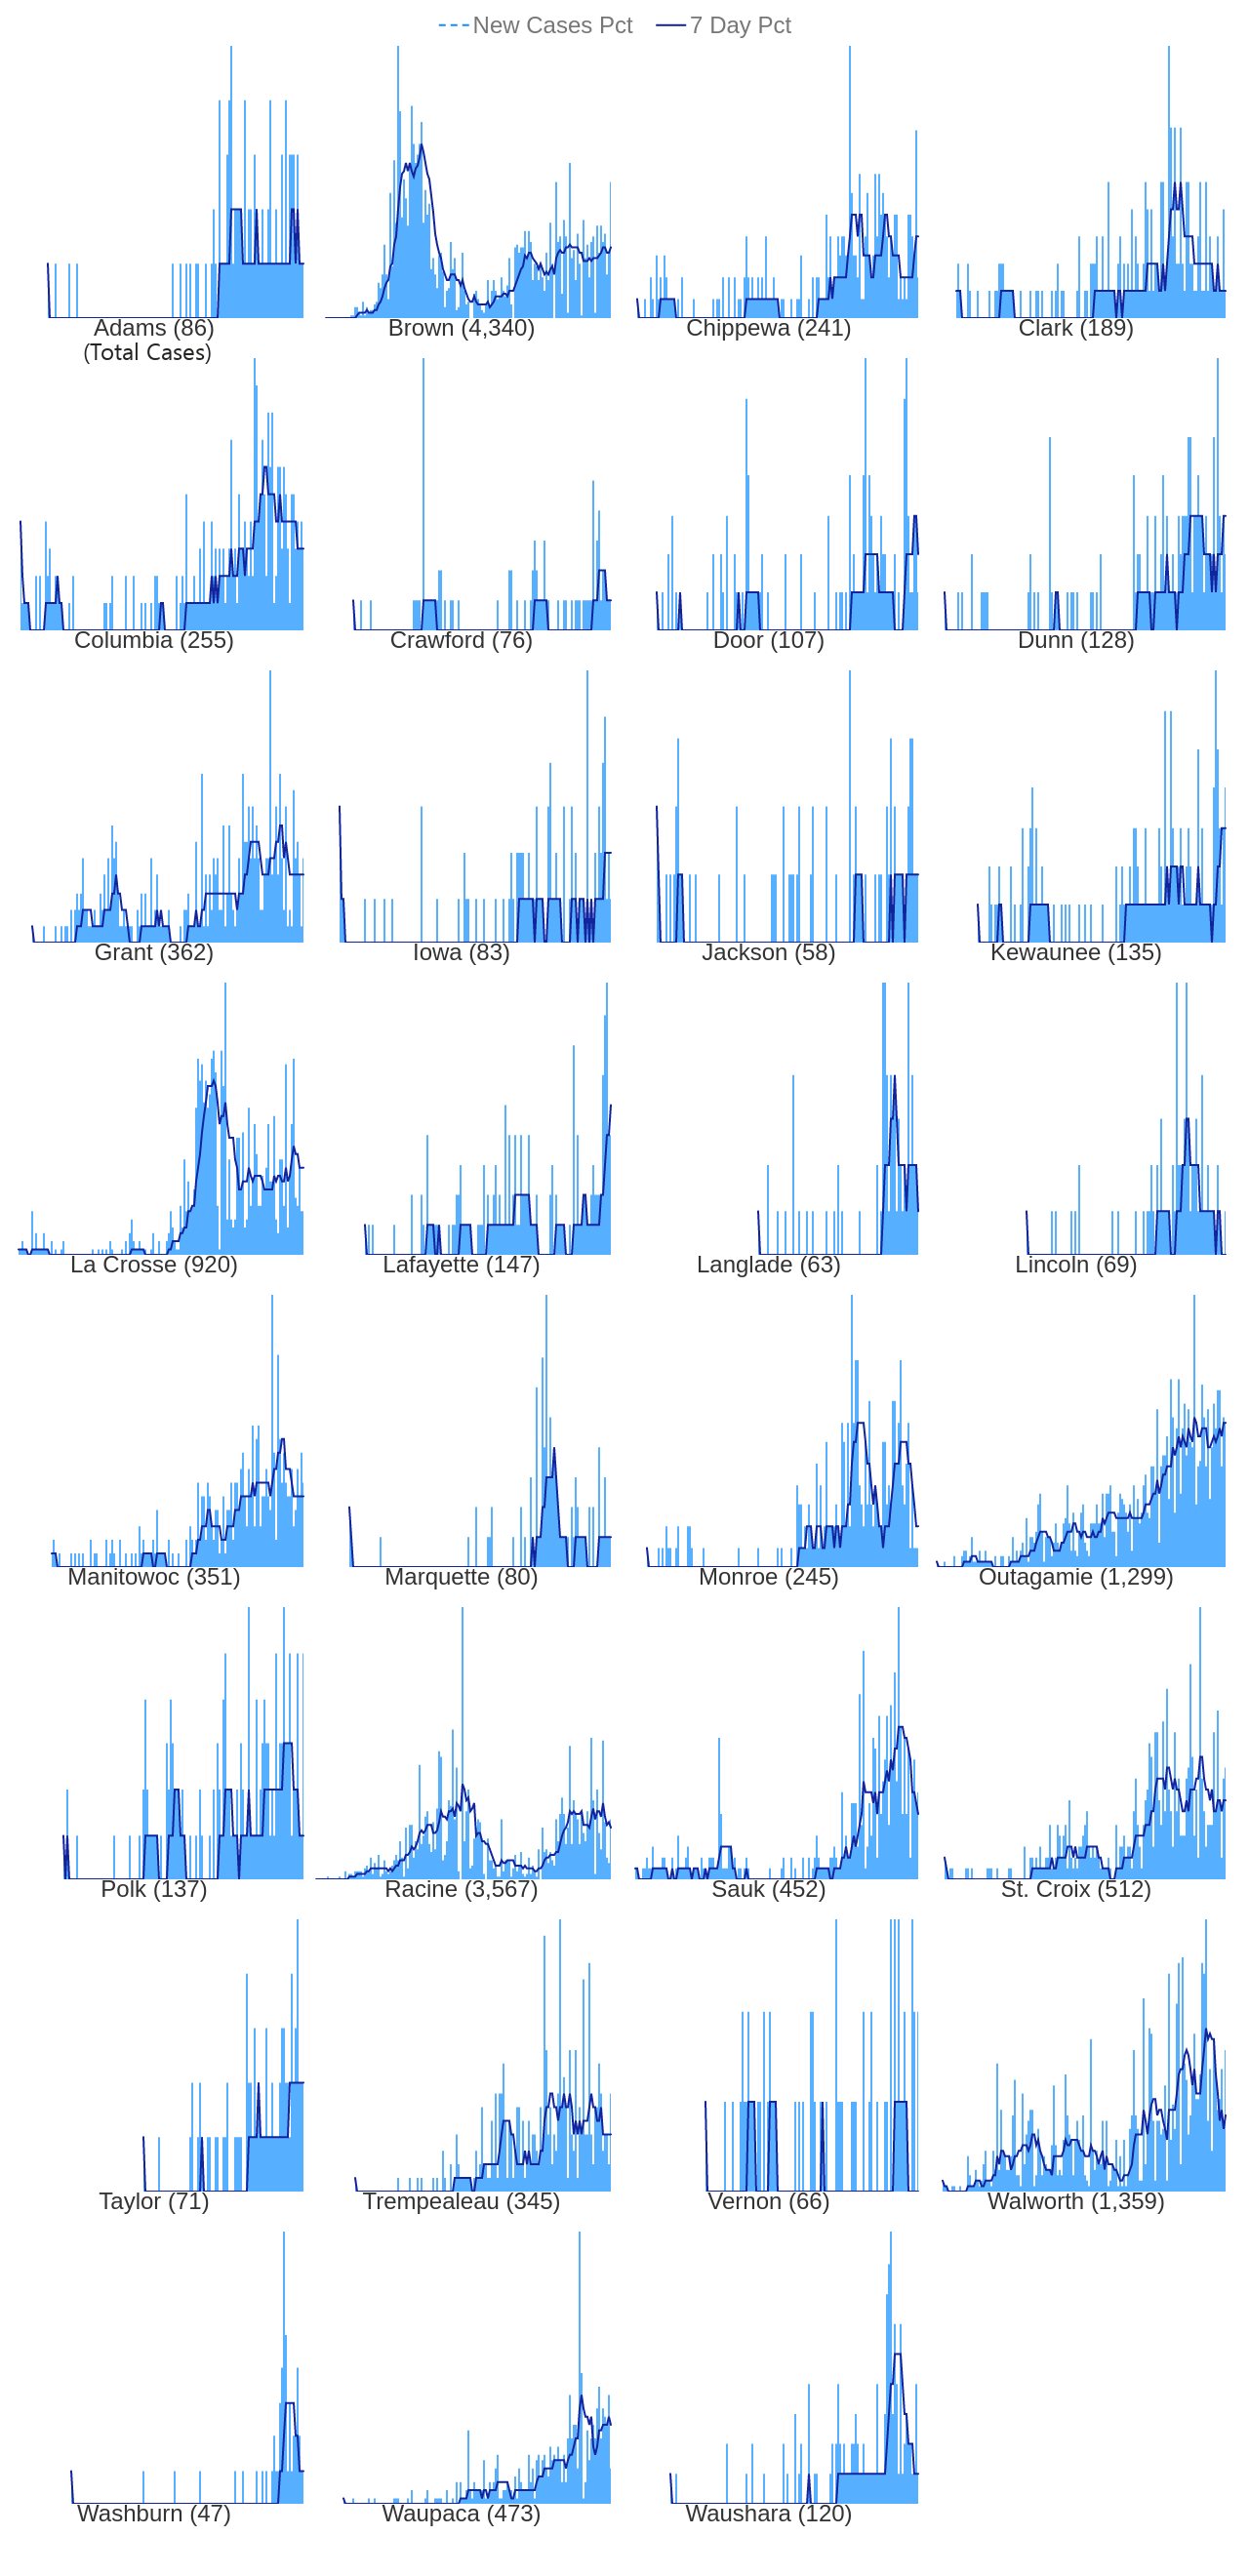 New Cases Pct 7 Day Pct
Adams (86) Brown (4,340) Chippewa (241) Clark (189)
(Total Cases)
Columbia (255) Crawford (76) Door (107) Dunn (128)
Grant (362) Iowa (83) Jackson (58) Kewaunee (135)
La Crosse (920) Lafayette (147) Langlade (63) Lincoln (69)
Manitowoc (351) Marquette (80) Monroe (245) Outagamie (1,299)
Polk (137) Racine (3,567) Sauk (452) St. Croix (512)
Taylor (71) Trempealeau (345) Vernon (66) Walworth (1,359)
Washburn (47) Waupaca (473) Waushara (120)